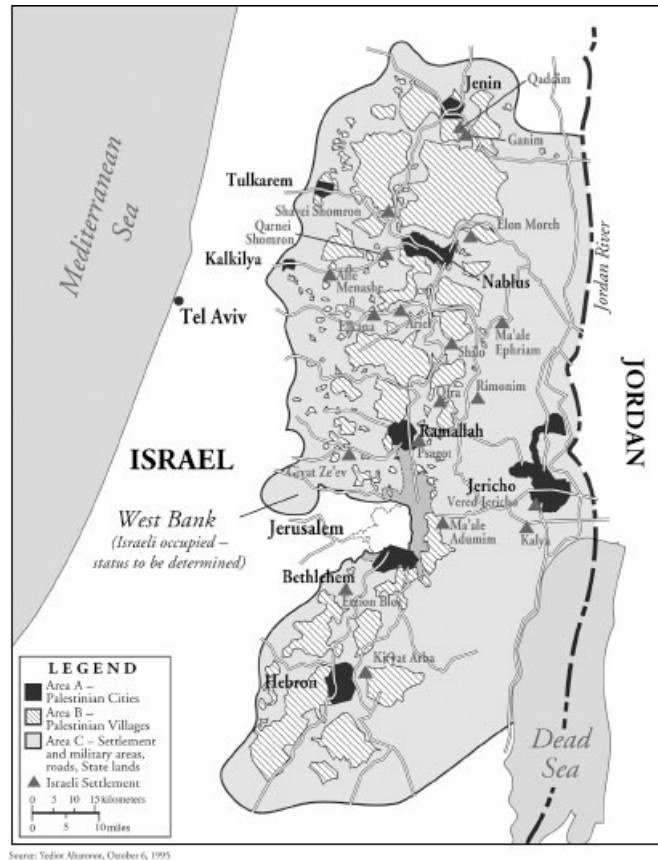 Jenin
Qaddim
Ganim
Tulkarem
Shavei Shomron
Qarnei
Shomron
Elon Moreh
Kalkilya
Alfe
Menashe
Nablus
Tel Aviv
Elkana
Ariel
Ma'ale
Ephriam
Shilo
Ofra
Rimonim
Ramallah
Psagot
ISRAEL
Givat Ze'ev
Jericho
Vered Jericho
West Bank
(Israeli occupied –
status to be determined)
Jerusalem
Ma'ale
Adumim
Kalya
Bethlehem
Etzion Bloc
Kiryat Arba
Hebron
Mediterranean
Sea
Jordan River
JORDAN
Dead
Sea
LEGEND
Area A –
Palestinian Cities
Area B –
Palestinian Villages
Area C – Settlement
and military areas,
roads, State lands
Israeli Settlement
0 5 10 15 kilometers
0 5 10 miles
Source: Yediot Aharonot, October 6, 1995